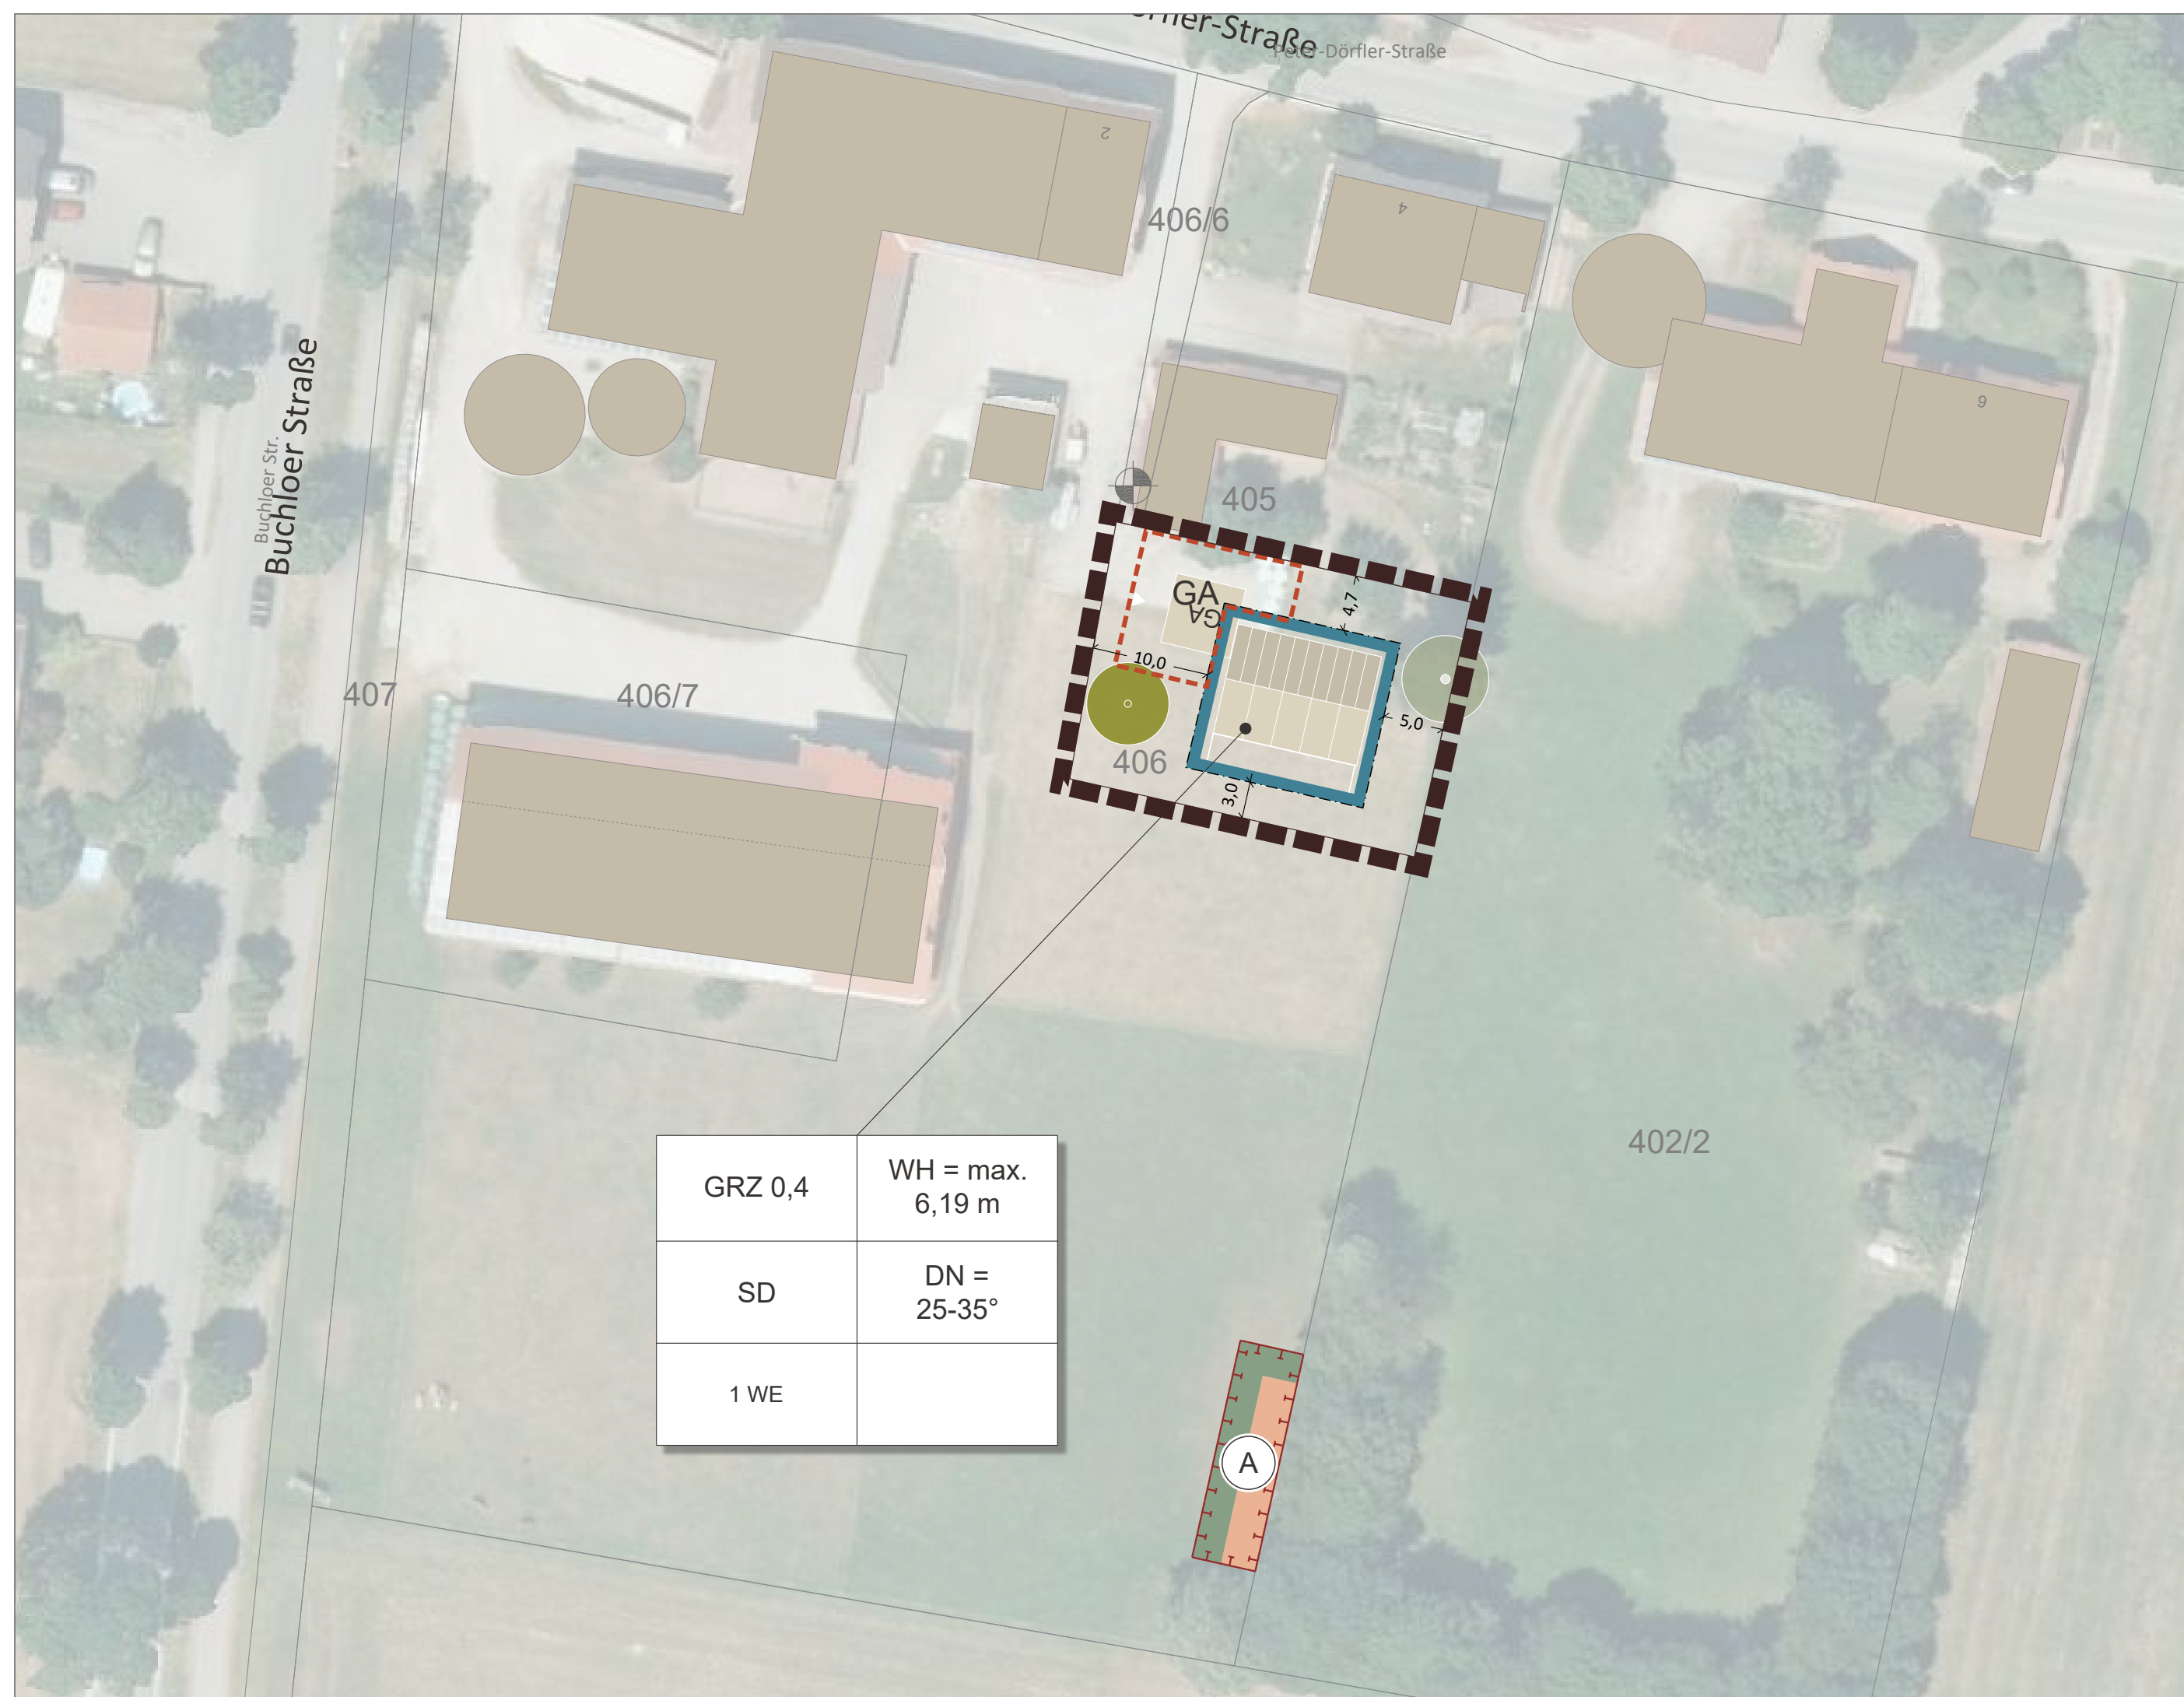 örfler-Straße
Peter-Dörfler-Straße
2
4
406/6
6
Buchloer Str.
Buchloer Straße
405
GA
GA
4,7
10,0
5,0
3,0
407
406/7
406
402/2
GRZ 0,4
WH = max.
6,19 m
SD
DN =
25-35°
1 WE
A